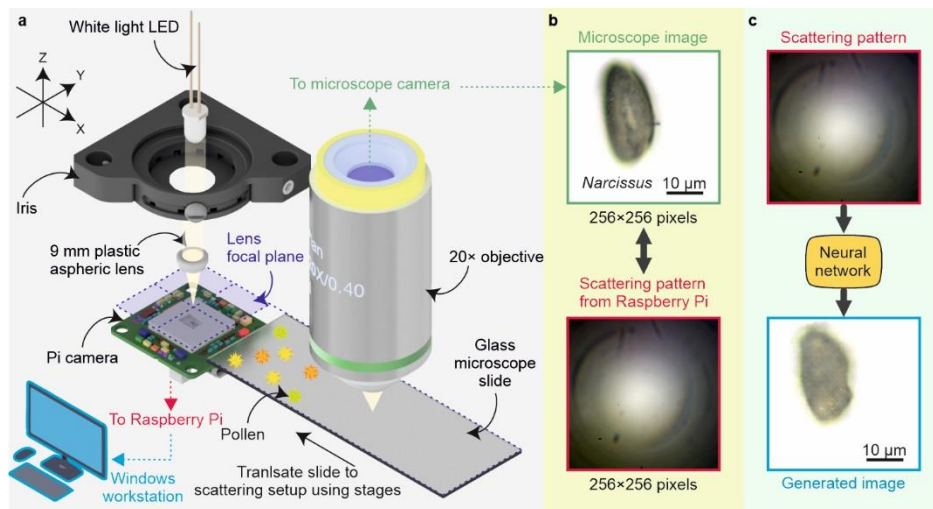 a
White light LED
Z
Y
X
Iris
9 mm plastic
aspheric lens
Lens
focal plane
Pi camera
To Raspberry Pi
Windows
workstation
Pollen
Translsate slide to
scattering setup using stages
To microscope camera
20× objective
Glass
microscope
slide
b
Microscope image
Narcissus
10 µm
256×256 pixels
Scattering pattern
from Raspberry Pi
256×256 pixels
c
Scattering pattern
Neural
network
10 µm
Generated image